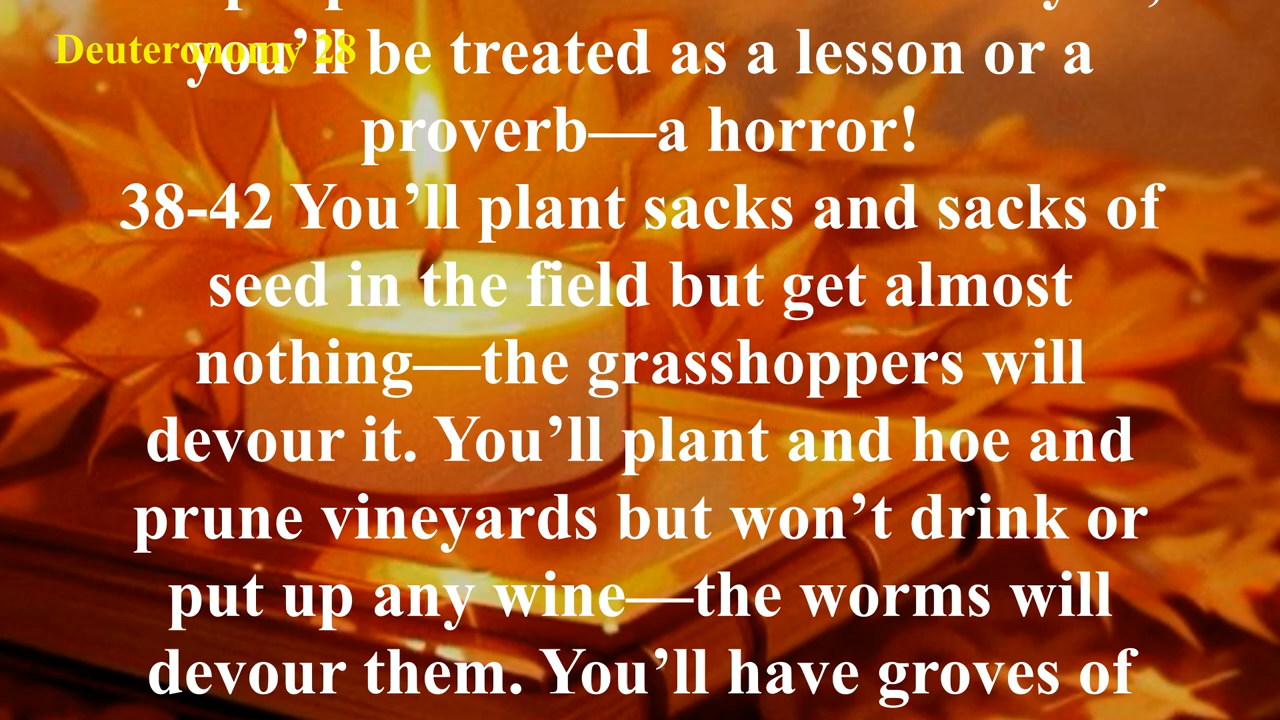 Deuteronomy 28
you’ll be treated as a lesson or a
proverb—a horror!
38-42 You’ll plant sacks and sacks of
seed in the field but get almost
nothing—the grasshoppers will
devour it. You’ll plant and hoe and
prune vineyards but won’t drink or
put up any wine—the worms will
devour them. You’ll have groves of